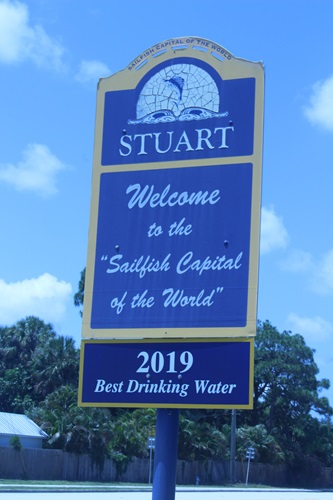 SAILFISH CAPITAL OF THE WORLD
STUART
Welcome
to the
"Sailfish Capital
of the World"
2019
Best Drinking Water